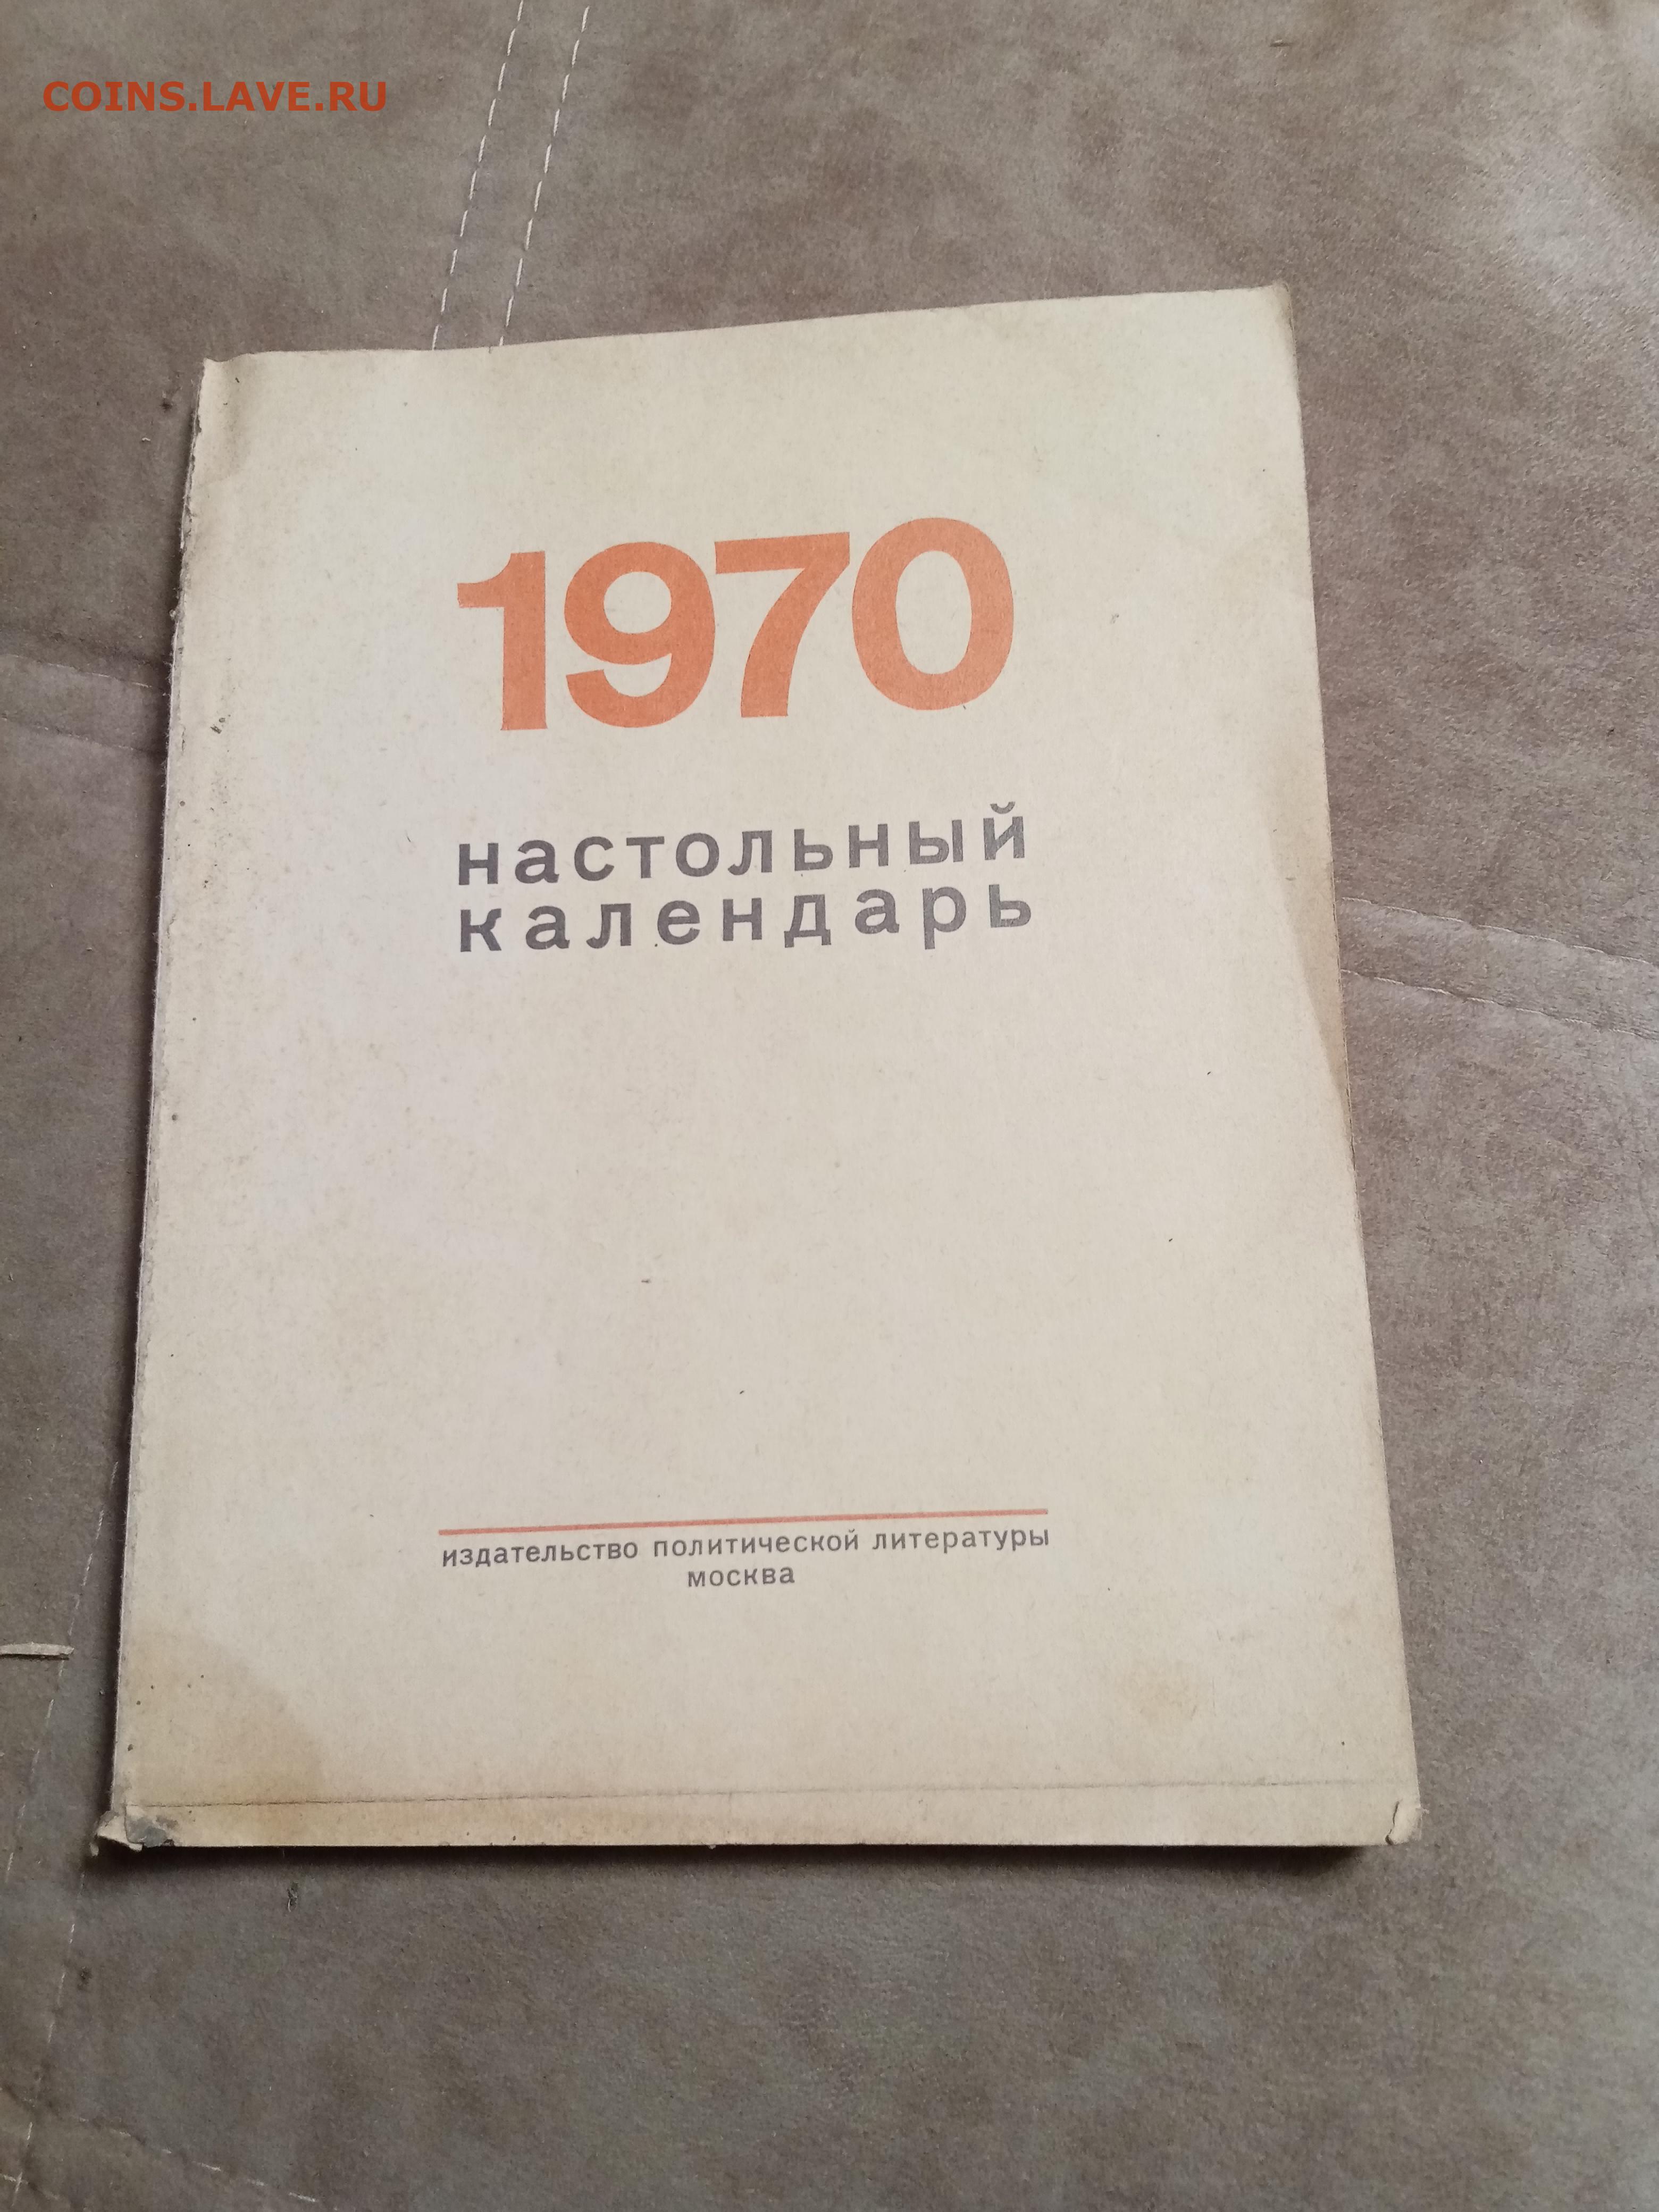 COINS.LAVE.RU
1970
настольный
календарь
издательство политической литературы
москва